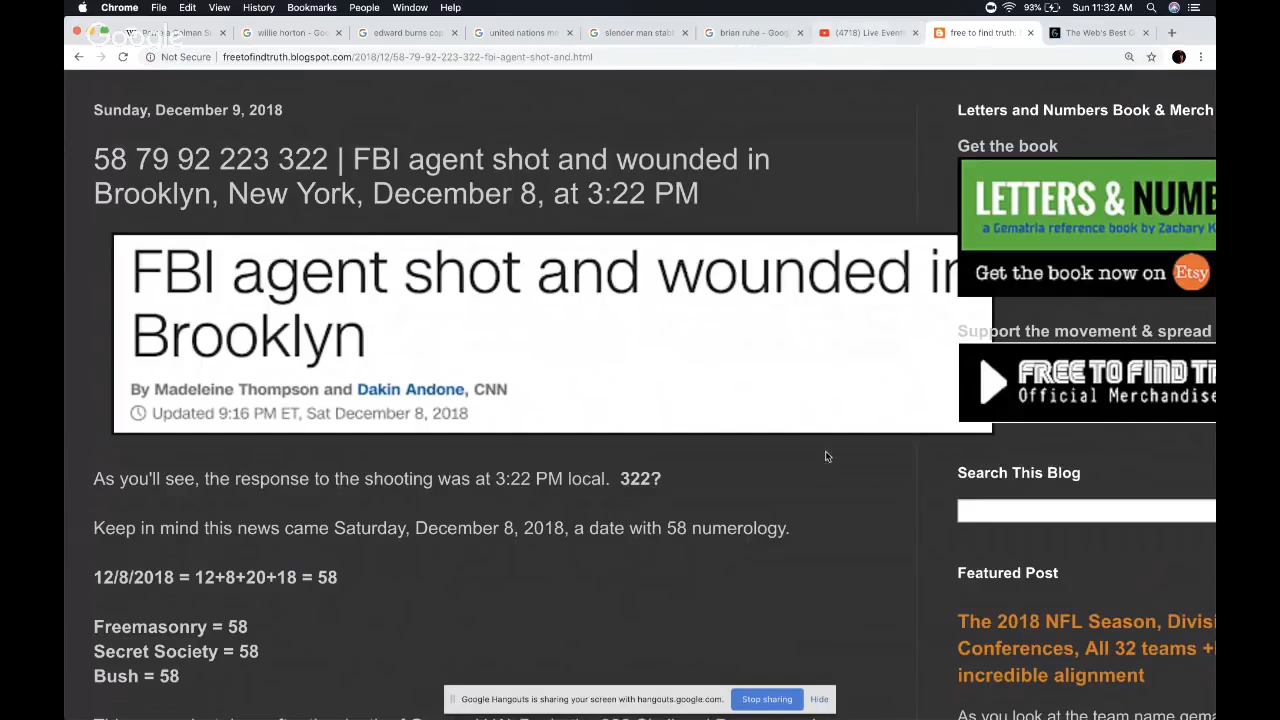 Chrome File Edit View History Bookmarks People Window Help 93% Sun 11:32 AM
Google
willie horton - Go
edward burns cop
united nations me
slender man stab
brian ruhe - Goog
(4718) Live Event
free to find truth:
The Web's Best G
Not Secure | freetofindtruth.blogspot.com/2018/12/58-79-92-223-322-fbi-agent-shot-and.html
Sunday, December 9, 2018
58 79 92 223 322 | FBI agent shot and wounded in
Brooklyn, New York, December 8, at 3:22 PM
FBI agent shot and wounded in
Brooklyn
By Madeleine Thompson and Dakin Andone, CNN
Updated 9:16 PM ET, Sat December 8, 2018
As you'll see, the response to the shooting was at 3:22 PM local. 322?
Keep in mind this news came Saturday, December 8, 2018, a date with 58 numerology.
12/8/2018 = 12+8+20+18 = 58
Freemasonry = 58
Secret Society = 58
Bush = 58
Letters and Numbers Book & Merch
Get the book
LETTERS & NUMB
a Gematria reference book by Zachary K
Get the book now on Etsy
Support the movement & spread
FREE TO FIND T
Official Merchandise
Search This Blog
Featured Post
The 2018 NFL Season, Divisi
Conferences, All 32 teams +
incredible alignment
As you look at the team name gema
Google Hangouts is sharing your screen with hangouts.google.com. Stop sharing Hide